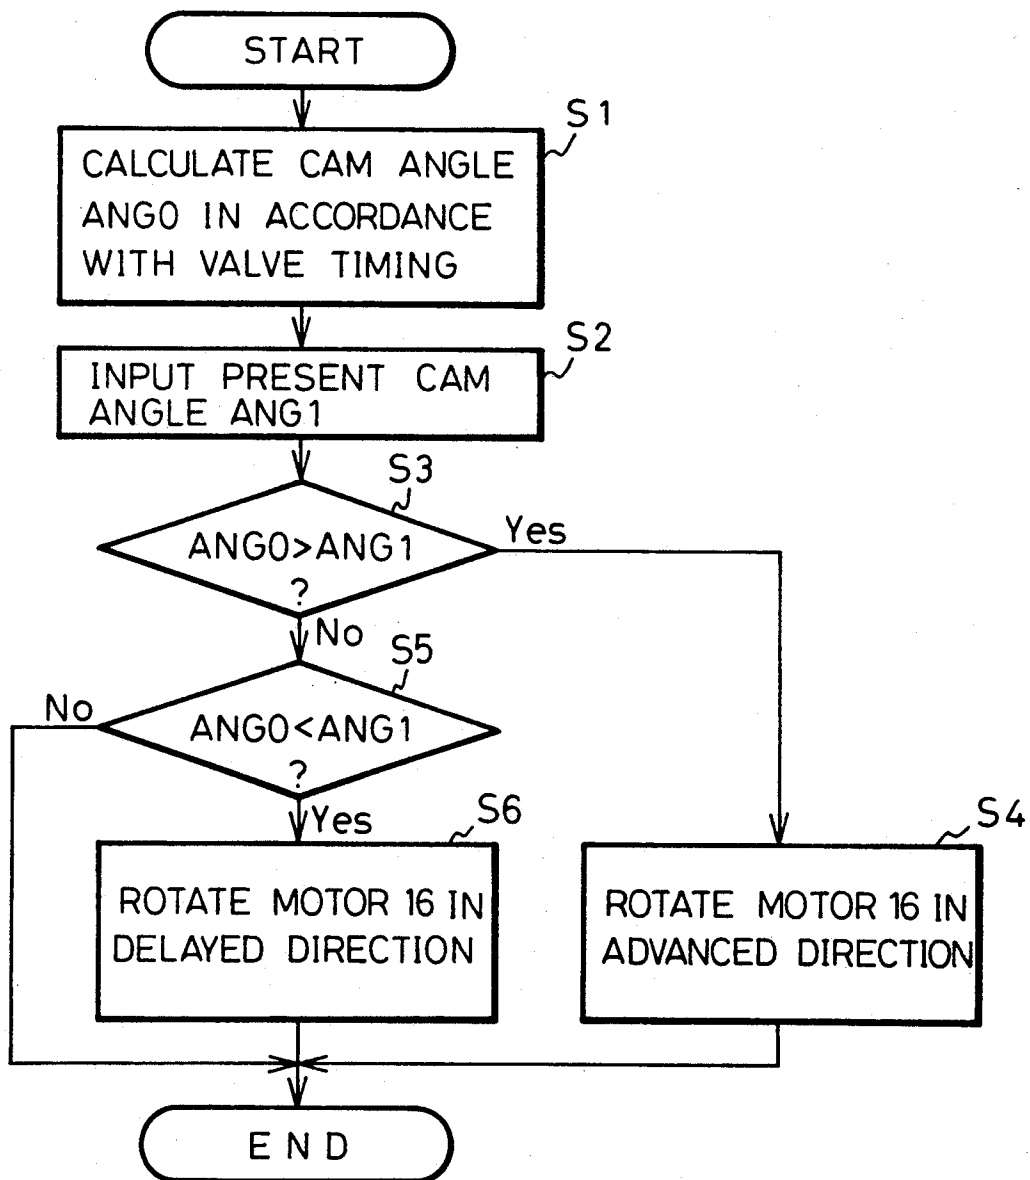 START
S1
CALCULATE CAM ANGLE
ANG0 IN ACCORDANCE
WITH VALVE TIMING
S2
INPUT PRESENT CAM
ANGLE ANG1
S3
ANG0>ANG1
?
Yes
No
S5
ANG0<ANG1
?
No
Yes
S6
ROTATE MOTOR 16 IN
DELAYED DIRECTION
S4
ROTATE MOTOR 16 IN
ADVANCED DIRECTION
END